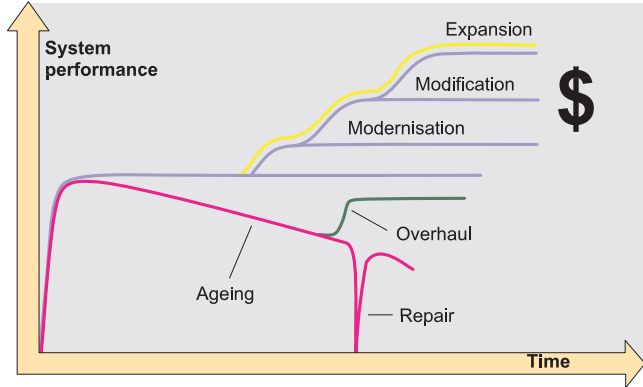 System
performance
Expansion
Modification
$
Modernisation
Overhaul
Ageing
Repair
Time